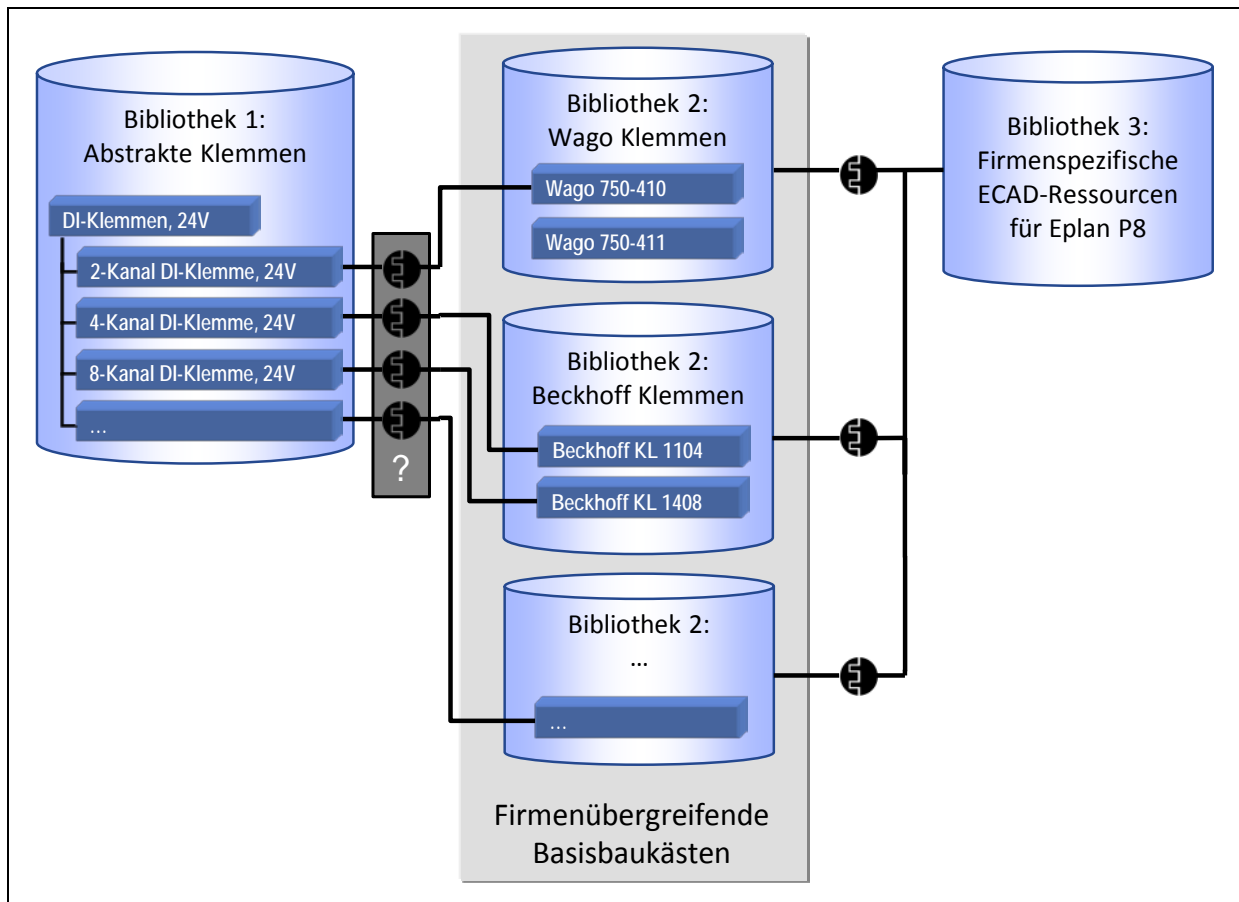 Bibliothek 1:
Abstrakte Klemmen
DI-Klemmen, 24V
2-Kanal DI-Klemme, 24V
4-Kanal DI-Klemme, 24V
8-Kanal DI-Klemme, 24V
...
?
Bibliothek 2:
Wago Klemmen
Wago 750-410
Wago 750-411
Bibliothek 2:
Beckhoff Klemmen
Beckhoff KL 1104
Beckhoff KL 1408
Bibliothek 2:
...
...
Firmenübergreifende
Basisbaukästen
Bibliothek 3:
Firmenspezifische
ECAD-Ressourcen
für Eplan P8